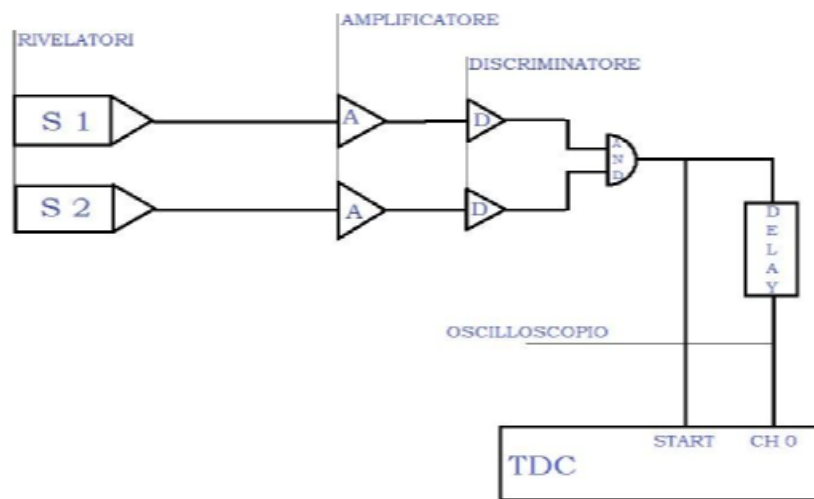 AMPLIFICATORE
RIVELATORI
DISCRIMINATORE
S 1
A
D
AND
S 2
A
D
DELAY
OSCILLOSCOPIO
START CH 0
TDC